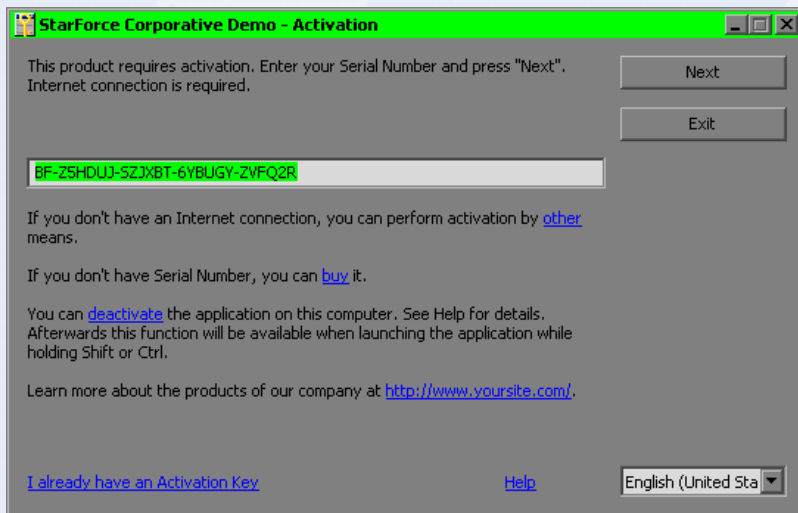 StarForce Corporative Demo - Activation
This product requires activation. Enter your Serial Number and press "Next".
Internet connection is required.
Next
Exit
BF-Z5HDUJ-SZJXBT-6YBUGY-ZVFQ2R
If you don't have an Internet connection, you can perform activation by other
means.
If you don't have Serial Number, you can buy it.
You can deactivate the application on this computer. See Help for details.
Afterwards this function will be available when launching the application while
holding Shift or Ctrl.
Learn more about the products of our company at http://www.yoursite.com/.
I already have an Activation Key
Help
English (United Sta